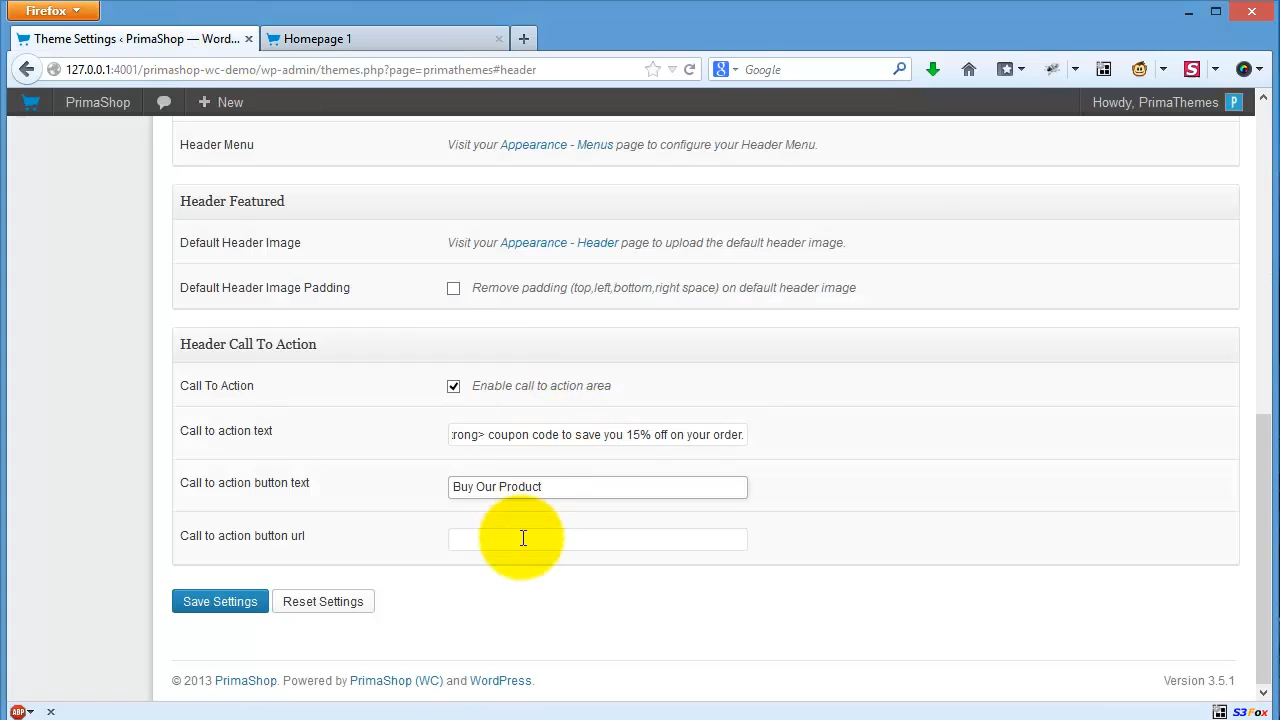 Firefox
Theme Settings ‹ PrimaShop — Word...
Homepage 1
127.0.0.1:4001/primashop-wc-demo/wp-admin/themes.php?page=primathemes#header
Google
PrimaShop
New
Howdy, PrimaThemes
Header Menu
Visit your Appearance - Menus page to configure your Header Menu.
Header Featured
Default Header Image
Visit your Appearance - Header page to upload the default header image.
Default Header Image Padding
Remove padding (top,left,bottom,right space) on default header image
Header Call To Action
Call To Action
Enable call to action area
Call to action text
trong> coupon code to save you 15% off on your order.
Call to action button text
Buy Our Product
Call to action button url
Save Settings
Reset Settings
© 2013 PrimaShop. Powered by PrimaShop (WC) and WordPress.
Version 3.5.1
ABP
S3Fox